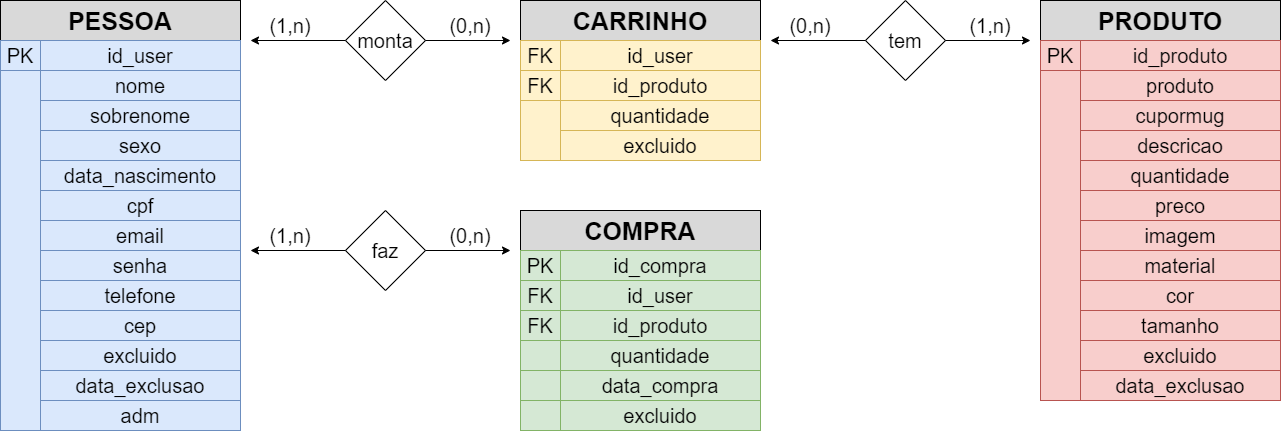 PESSOA
PK id_user
nome
sobrenome
sexo
data_nascimento
cpf
email
senha
telefone
cep
excluido
data_exclusao
adm
(1,n) monta (0,n)
CARRINHO
FK id_user
FK id_produto
quantidade
excluido
(0,n) tem (1,n)
PRODUTO
PK id_produto
produto
cupormug
descricao
quantidade
preco
imagem
material
cor
tamanho
excluido
data_exclusao
(1,n) faz (0,n)
COMPRA
PK id_compra
FK id_user
FK id_produto
quantidade
data_compra
excluido